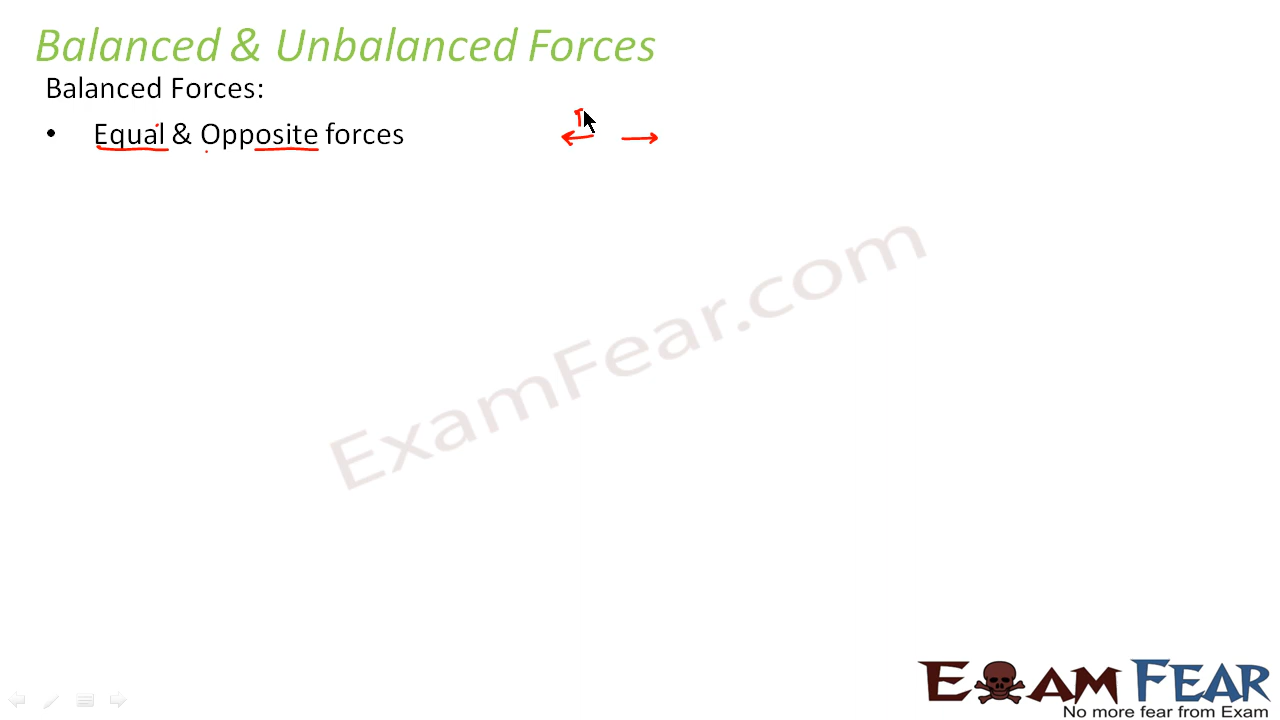 Balanced & Unbalanced Forces
Balanced Forces:
• Equal & Opposite forces
ExamFear.com
EXAM FEAR
No more fear from Exam